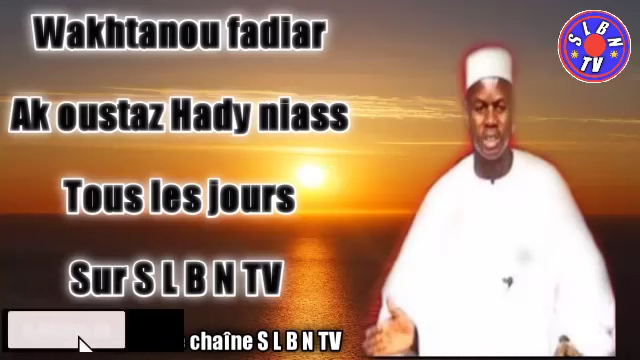 Wakhtanou fadiar
Ak oustaz Hady niass
Tous les jours
Sur S L B N TV
chaîne S L B N TV
S L B N
TV